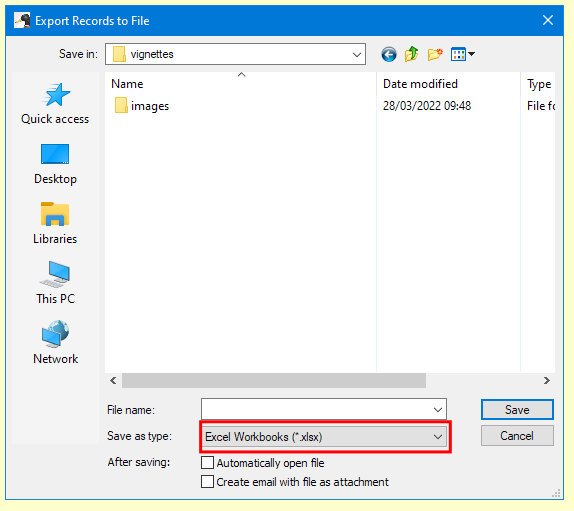 Export Records to File
Save in: vignettes
Name Date modified Type
images 28/03/2022 09:48 File fo
Quick access
Desktop
Libraries
This PC
Network
File name: Save
Save as type: Excel Workbooks (*.xlsx) Cancel
After saving: Automatically open file
Create email with file as attachment